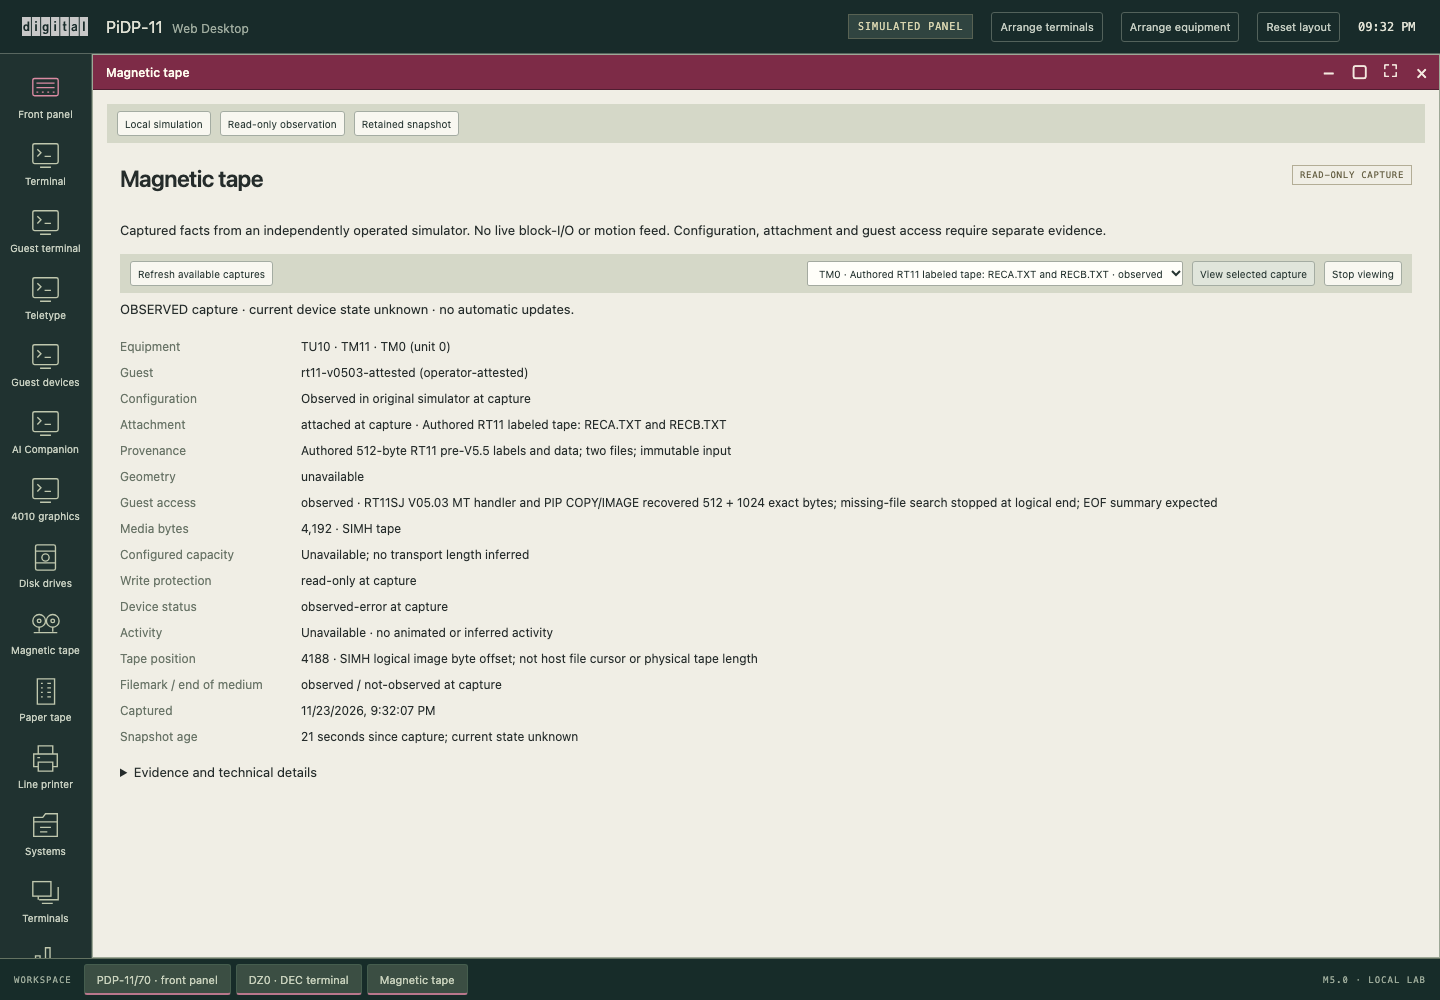 digital PiDP-11 Web Desktop SIMULATED PANEL Arrange terminals Arrange equipment Reset layout 09:32 PM
Front panel
Terminal
Guest terminal
Teletype
Guest devices
AI Companion
4010 graphics
Disk drives
Magnetic tape
Paper tape
Line printer
Systems
Terminals
Magnetic tape
Local simulation Read-only observation Retained snapshot
Magnetic tape READ-ONLY CAPTURE
Captured facts from an independently operated simulator. No live block-I/O or motion feed. Configuration, attachment and guest access require separate evidence.
Refresh available captures TM0 · Authored RT11 labeled tape: RECA.TXT and RECB.TXT · observed View selected capture Stop viewing
OBSERVED capture · current device state unknown · no automatic updates.
Equipment TU10 · TM11 · TM0 (unit 0)
Guest rt11-v0503-attested (operator-attested)
Configuration Observed in original simulator at capture
Attachment attached at capture · Authored RT11 labeled tape: RECA.TXT and RECB.TXT
Provenance Authored 512-byte RT11 pre-V5.5 labels and data; two files; immutable input
Geometry unavailable
Guest access observed · RT11SJ V05.03 MT handler and PIP COPY/IMAGE recovered 512 + 1024 exact bytes; missing-file search stopped at logical end; EOF summary expected
Media bytes 4,192 · SIMH tape
Configured capacity Unavailable; no transport length inferred
Write protection read-only at capture
Device status observed-error at capture
Activity Unavailable · no animated or inferred activity
Tape position 4188 · SIMH logical image byte offset; not host file cursor or physical tape length
Filemark / end of medium observed / not-observed at capture
Captured 11/23/2026, 9:32:07 PM
Snapshot age 21 seconds since capture; current state unknown
Evidence and technical details
WORKSPACE PDP-11/70 · front panel DZ0 · DEC terminal Magnetic tape M5.0 · LOCAL LAB